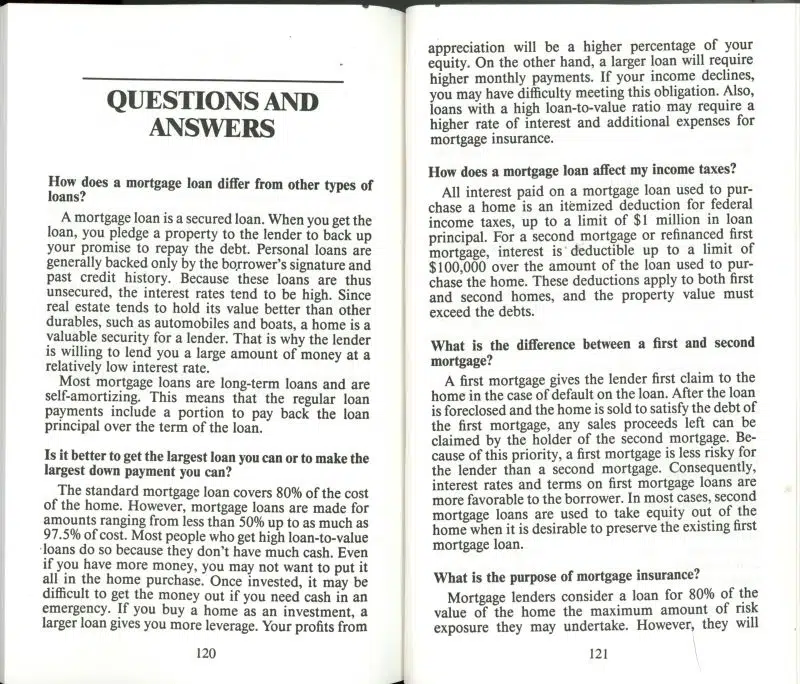 QUESTIONS AND
ANSWERS
How does a mortgage loan differ from other types of
loans?
A mortgage loan is a secured loan. When you get the
loan, you pledge a property to the lender to back up
your promise to repay the debt. Personal loans are
generally backed only by the borrower's signature and
past credit history. Because these loans are thus
unsecured, the interest rates tend to be high. Since
real estate tends to hold its value better than other
durables, such as automobiles and boats, a home is a
valuable security for a lender. That is why the lender
is willing to lend you a large amount of money at a
relatively low interest rate.
Most mortgage loans are long-term loans and are
self-amortizing. This means that the regular loan
payments include a portion to pay back the loan
principal over the term of the loan.
Is it better to get the largest loan you can or to make the
largest down payment you can?
The standard mortgage loan covers 80% of the cost
of the home. However, mortgage loans are made for
amounts ranging from less than 50% up to as much as
97.5% of cost. Most people who get high loan-to-value
loans do so because they don't have much cash. Even
if you have more money, you may not want to put it
all in the home purchase. Once invested, it may be
difficult to get the money out if you need cash in an
emergency. If you buy a home as an investment, a
larger loan gives you more leverage. Your profits from
120
appreciation will be a higher percentage of your
equity. On the other hand, a larger loan will require
higher monthly payments. If your income declines,
you may have difficulty meeting this obligation. Also,
loans with a high loan-to-value ratio may require a
higher rate of interest and additional expenses for
mortgage insurance.
How does a mortgage loan affect my income taxes?
All interest paid on a mortgage loan used to pur-
chase a home is an itemized deduction for federal
income taxes, up to a limit of $1 million in loan
principal. For a second mortgage or refinanced first
mortgage, interest is deductible up to a limit of
$100,000 over the amount of the loan used to pur-
chase the home. These deductions apply to both first
and second homes, and the property value must
exceed the debts.
What is the difference between a first and second
mortgage?
A first mortgage gives the lender first claim to the
home in the case of default on the loan. After the loan
is foreclosed and the home is sold to satisfy the debt of
the first mortgage, any sales proceeds left can be
claimed by the holder of the second mortgage. Be-
cause of this priority, a first mortgage is less risky for
the lender than a second mortgage. Consequently,
interest rates and terms on first mortgage loans are
more favorable to the borrower. In most cases, second
mortgage loans are used to take equity out of the
home when it is desirable to preserve the existing first
mortgage loan.
What is the purpose of mortgage insurance?
Mortgage lenders consider a loan for 80% of the
value of the home the maximum amount of risk
exposure they may undertake. However, they will
121